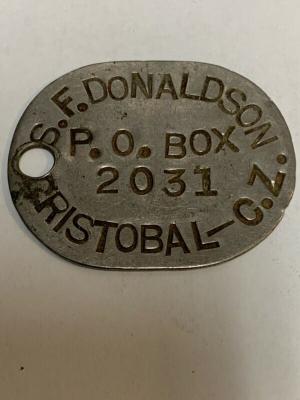 S.F. DONALDSON
P.O. BOX
2031
CRISTOBAL-C.Z.